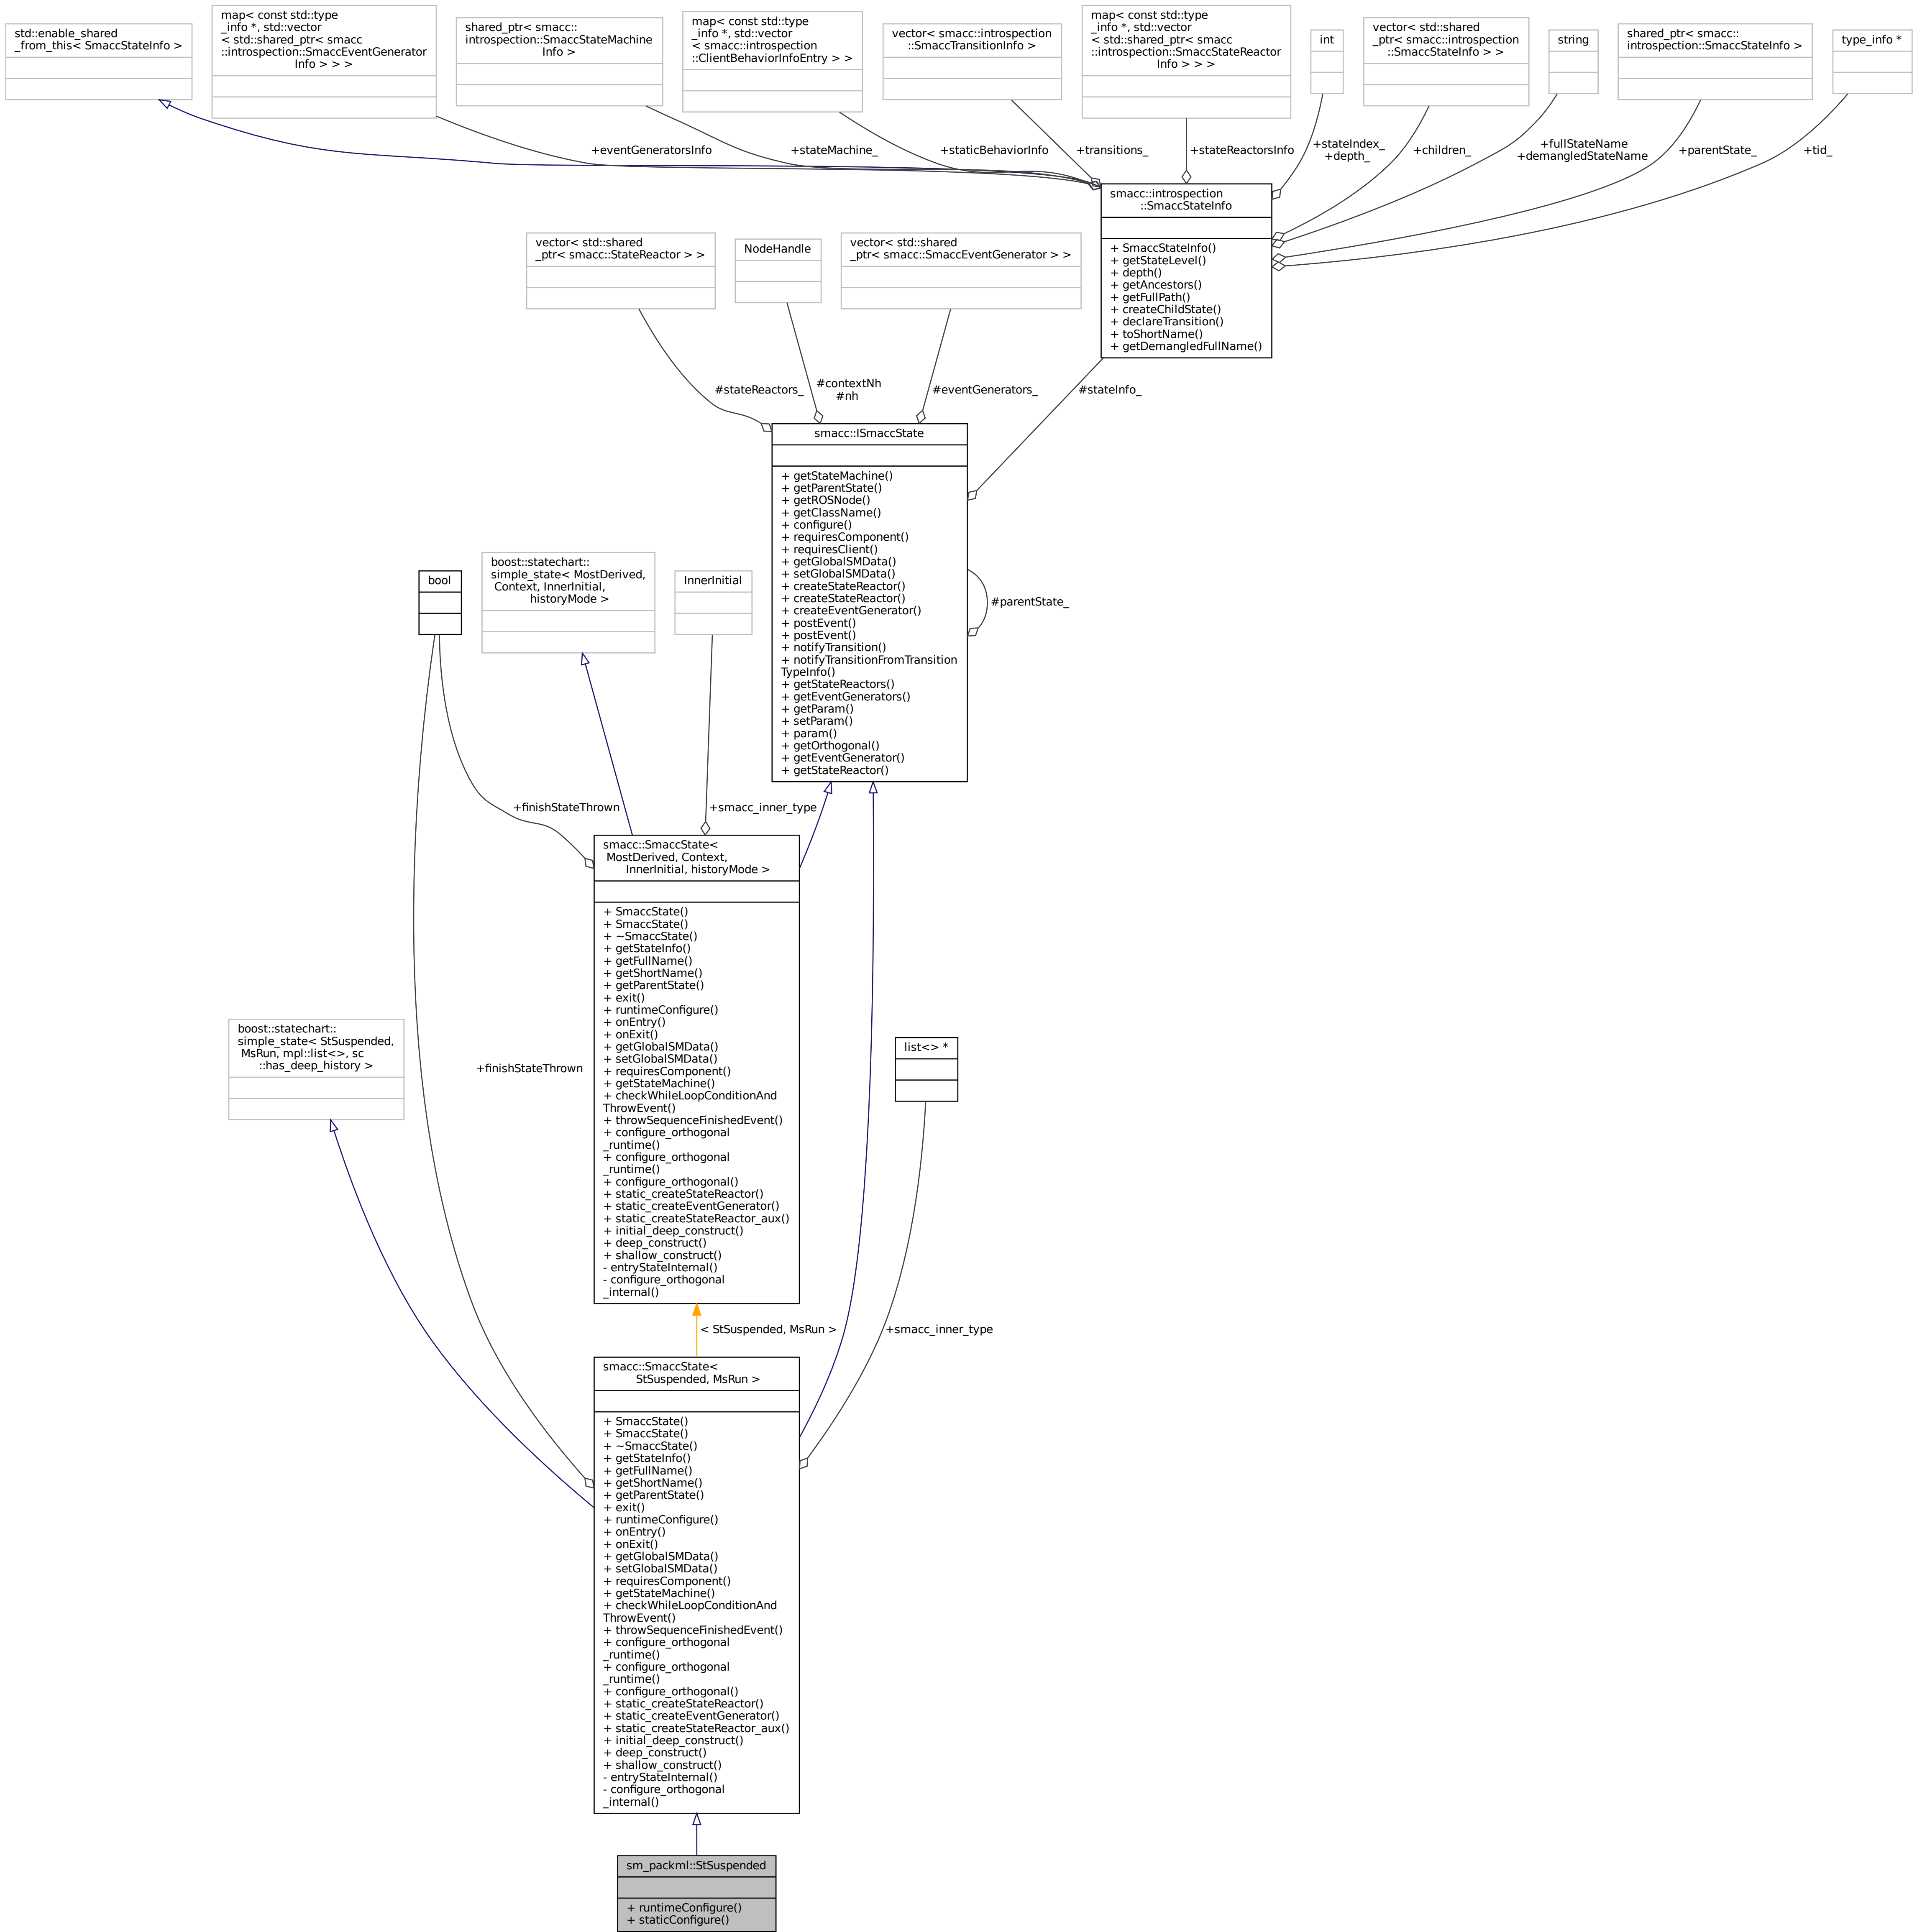 std::enable_shared
_from_this< SmaccStateInfo >
map< const std::type
_info *, std::vector
< std::shared_ptr< smacc
::introspection::SmaccEventGenerator
Info > > >
shared_ptr< smacc::
introspection::SmaccStateMachine
Info >
map< const std::type
_info *, std::vector
< smacc::introspection
::ClientBehaviorInfoEntry > >
vector< smacc::introspection
::SmaccTransitionInfo >
map< const std::type
_info *, std::vector
< std::shared_ptr< smacc
::introspection::SmaccStateReactor
Info > > >
int
vector< std::shared
_ptr< smacc::introspection
::SmaccStateInfo > >
string
shared_ptr< smacc::
introspection::SmaccStateInfo >
type_info *
+eventGeneratorsInfo
+stateMachine_
+staticBehaviorInfo
+transitions_
+stateReactorsInfo
+stateIndex_
+depth_
+children_
+fullStateName
+demangledStateName
+parentState_
+tid_
smacc::introspection
::SmaccStateInfo
+ SmaccStateInfo()
+ getStateLevel()
+ depth()
+ getAncestors()
+ getFullPath()
+ createChildState()
+ declareTransition()
+ toShortName()
+ getDemangledFullName()
vector< std::shared
_ptr< smacc::StateReactor > >
NodeHandle
vector< std::shared
_ptr< smacc::SmaccEventGenerator > >
#stateReactors_
#contextNh
#nh
#eventGenerators_
#stateInfo_
smacc::ISmaccState
+ getStateMachine()
+ getParentState()
+ getROSNode()
+ getClassName()
+ configure()
+ requiresComponent()
+ requiresClient()
+ getGlobalSMData()
+ setGlobalSMData()
+ createStateReactor()
+ createStateReactor()
+ createEventGenerator()
+ postEvent()
+ postEvent()
+ notifyTransition()
+ notifyTransitionFromTransition
TypeInfo()
+ getStateReactors()
+ getEventGenerators()
+ getParam()
+ setParam()
+ param()
+ getOrthogonal()
+ getEventGenerator()
+ getStateReactor()
#parentState_
bool
boost::statechart::
simple_state< MostDerived,
Context, InnerInitial,
historyMode >
InnerInitial
+finishStateThrown
+smacc_inner_type
smacc::SmaccState<
MostDerived, Context,
InnerInitial, historyMode >
+ SmaccState()
+ SmaccState()
+ ~SmaccState()
+ getStateInfo()
+ getFullName()
+ getShortName()
+ getParentState()
+ exit()
+ runtimeConfigure()
+ onEntry()
+ onExit()
+ getGlobalSMData()
+ setGlobalSMData()
+ requiresComponent()
+ getStateMachine()
+ checkWhileLoopConditionAnd
ThrowEvent()
+ throwSequenceFinishedEvent()
+ configure_orthogonal
_runtime()
+ configure_orthogonal
_runtime()
+ configure_orthogonal()
+ static_createStateReactor()
+ static_createEventGenerator()
+ static_createStateReactor_aux()
+ initial_deep_construct()
+ deep_construct()
+ shallow_construct()
- entryStateInternal()
- configure_orthogonal
_internal()
boost::statechart::
simple_state< StSuspended,
MsRun, mpl::list<>, sc
::has_deep_history >
+finishStateThrown
list<> *
< StSuspended, MsRun >
+smacc_inner_type
smacc::SmaccState<
StSuspended, MsRun >
+ SmaccState()
+ SmaccState()
+ ~SmaccState()
+ getStateInfo()
+ getFullName()
+ getShortName()
+ getParentState()
+ exit()
+ runtimeConfigure()
+ onEntry()
+ onExit()
+ getGlobalSMData()
+ setGlobalSMData()
+ requiresComponent()
+ getStateMachine()
+ checkWhileLoopConditionAnd
ThrowEvent()
+ throwSequenceFinishedEvent()
+ configure_orthogonal
_runtime()
+ configure_orthogonal
_runtime()
+ configure_orthogonal()
+ static_createStateReactor()
+ static_createEventGenerator()
+ static_createStateReactor_aux()
+ initial_deep_construct()
+ deep_construct()
+ shallow_construct()
- entryStateInternal()
- configure_orthogonal
_internal()
sm_packml::StSuspended
+ runtimeConfigure()
+ staticConfigure()